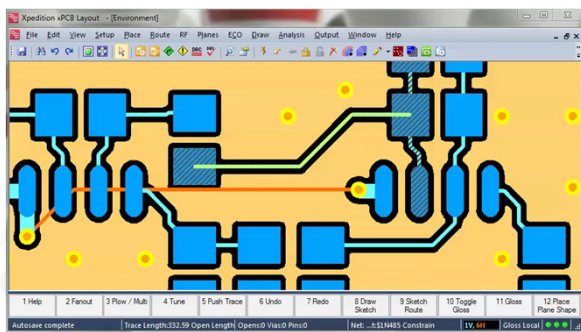 Xpedition xPCB Layout - [Environment]
File Edit View Setup Place Route RF Planes ECO Draw Analysis Output Window Help
1 Help 2 Fanout 3 Plow / Multi 4 Tune 5 Push Trace 6 Undo 7 Redo 8 Draw Sketch 9 Sketch Route 10 Toggle Gloss 11 Gloss 12 Place Plane Shape
Autosave complete Trace Length:332.59 Open Length: Opens:0 Vias:0 Pins:0 Net: ...t:$1N485 Constrain 1V, 6H Gloss Local